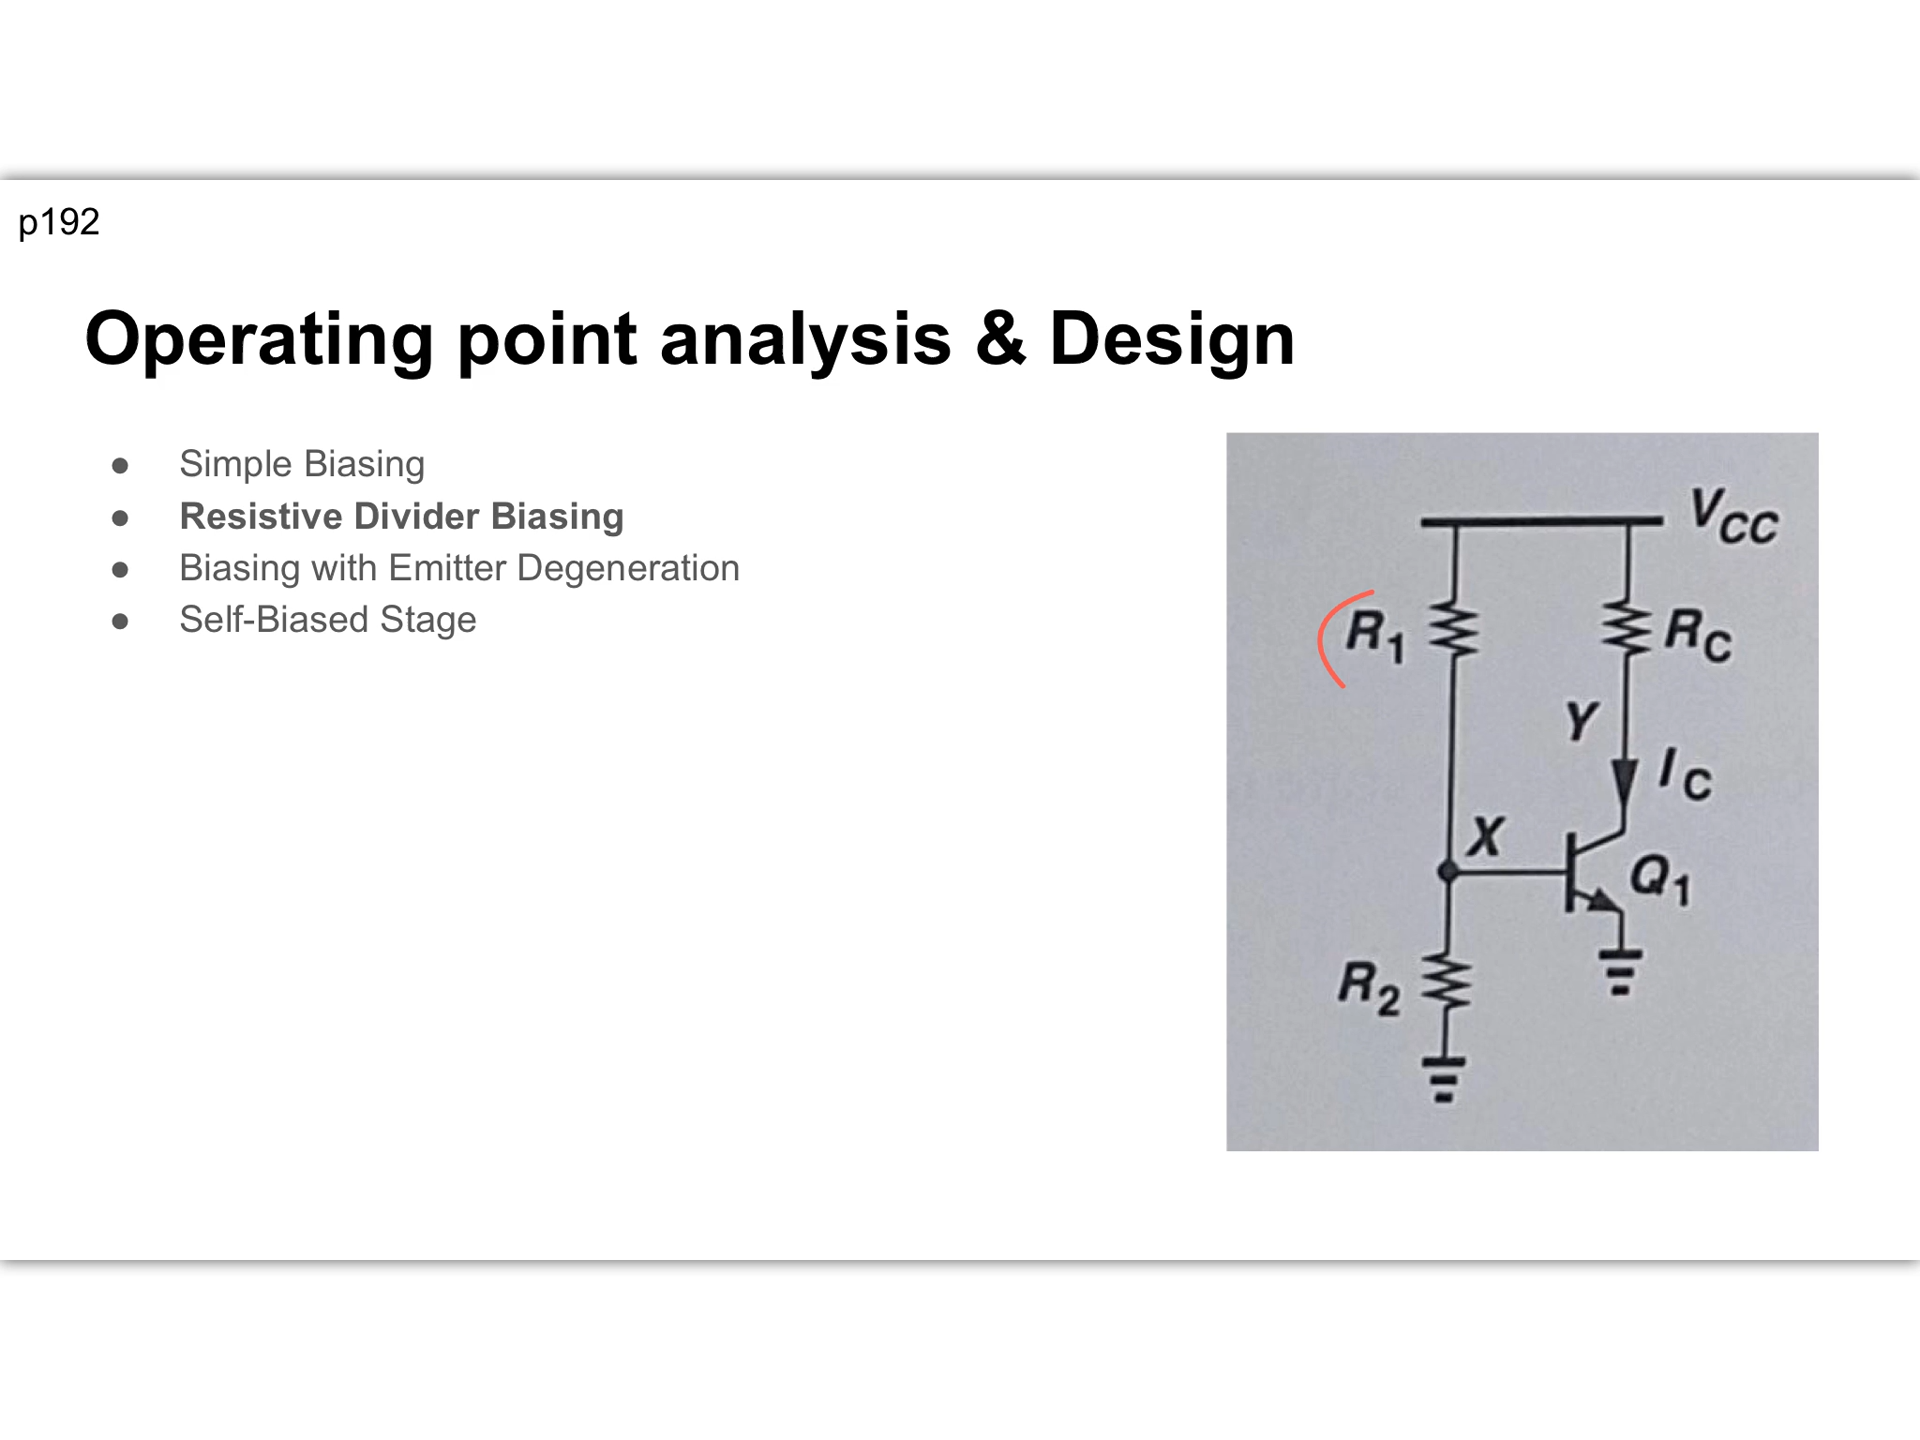 p192
Operating point analysis & Design
● Simple Biasing
● Resistive Divider Biasing
● Biasing with Emitter Degeneration
● Self-Biased Stage
VCC
R1
RC
Y
IC
X
Q1
R2